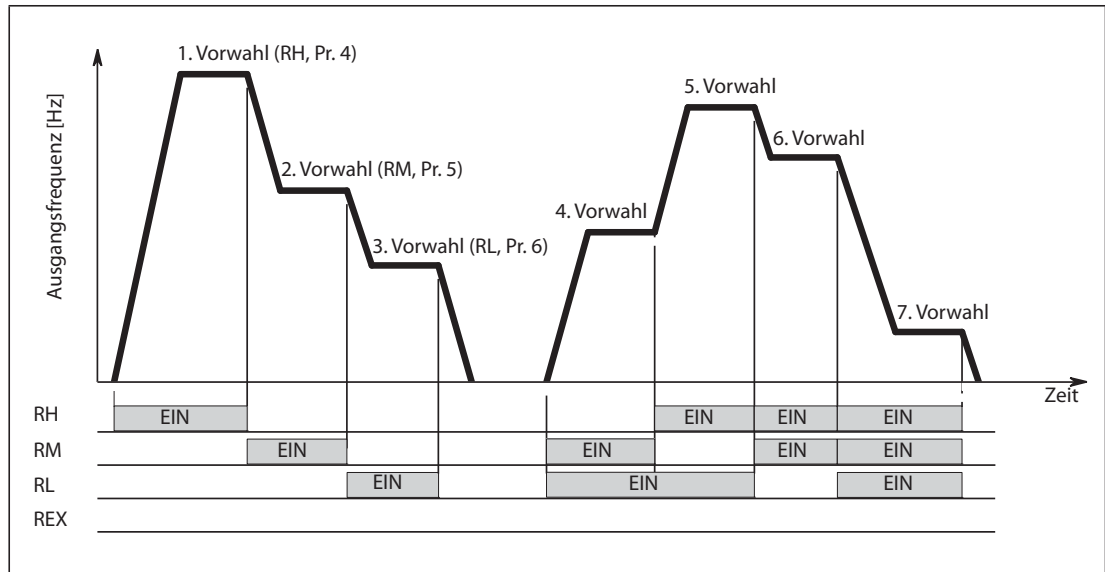 Ausgangsfrequenz [Hz]
1. Vorwahl (RH, Pr. 4)
2. Vorwahl (RM, Pr. 5)
3. Vorwahl (RL, Pr. 6)
4. Vorwahl
5. Vorwahl
6. Vorwahl
7. Vorwahl
Zeit
RH EIN EIN EIN EIN
RM EIN EIN EIN EIN
RL EIN EIN EIN
REX